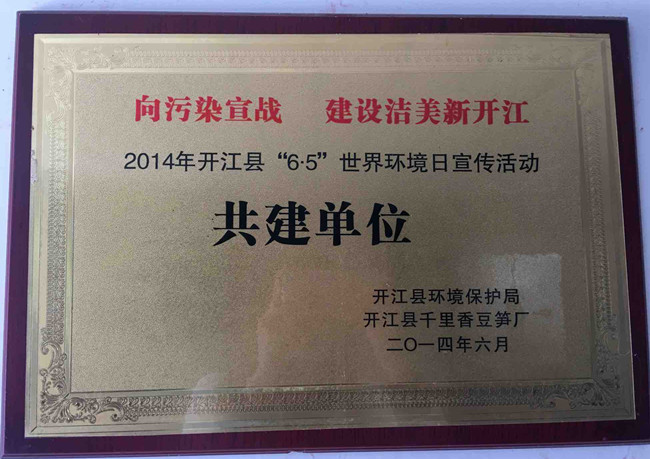 向污染宣战 建设洁美新开江
2014年开江县“6·5”世界环境日宣传活动
共建单位
开江县环境保护局
开江县千里香豆笋厂
二〇一四年六月